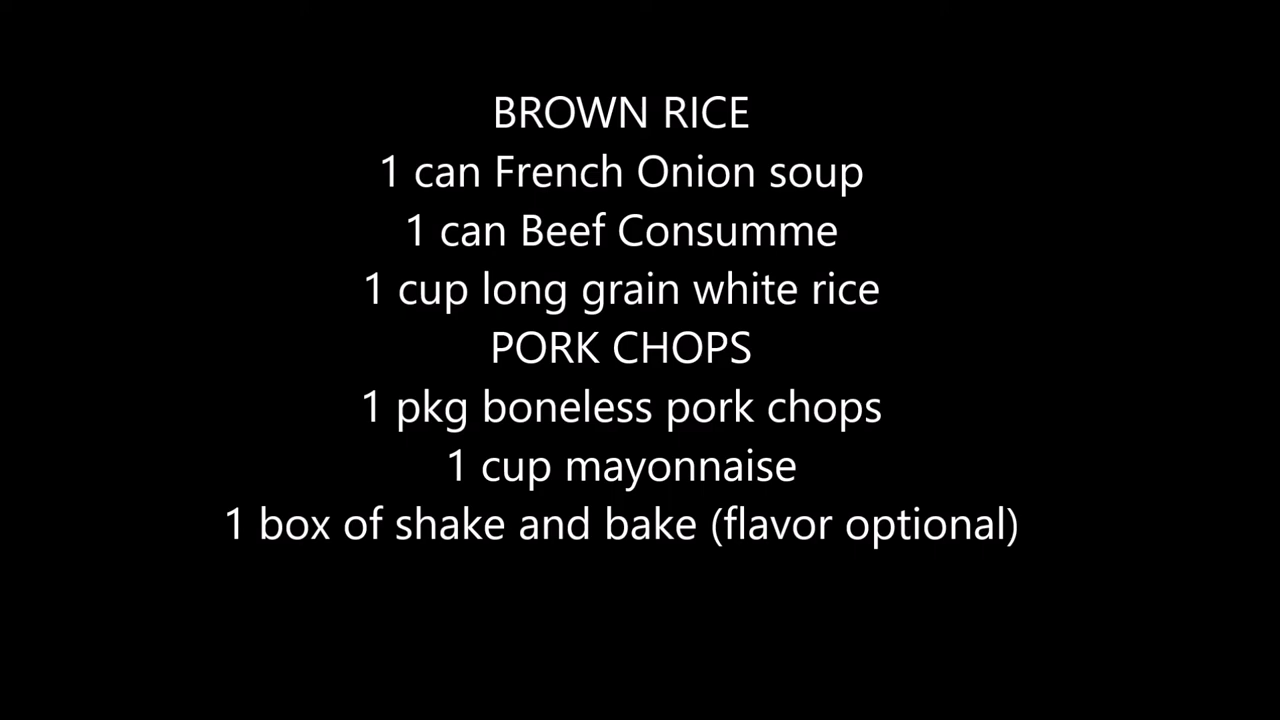 BROWN RICE
1 can French Onion soup
1 can Beef Consumme
1 cup long grain white rice
PORK CHOPS
1 pkg boneless pork chops
1 cup mayonnaise
1 box of shake and bake (flavor optional)